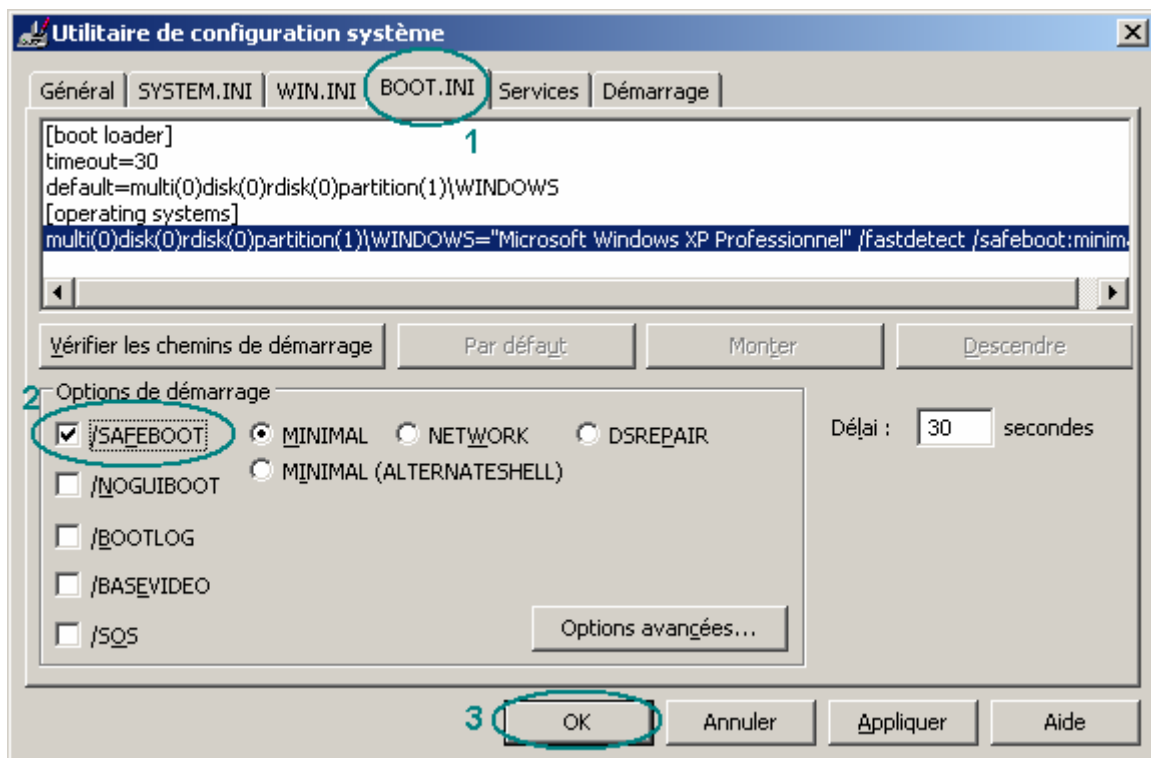 Utilitaire de configuration système
Général SYSTEM.INI WIN.INI BOOT.INI Services Démarrage
1
[boot loader]
timeout=30
default=multi(0)disk(0)rdisk(0)partition(1)\WINDOWS
[operating systems]
multi(0)disk(0)rdisk(0)partition(1)\WINDOWS="Microsoft Windows XP Professionnel" /fastdetect /safeboot:minim
Vérifier les chemins de démarrage Par défaut Monter Descendre
2 Options de démarrage
/SAFEBOOT MINIMAL NETWORK DSREPAIR Délai : 30 secondes
MINIMAL (ALTERNATESHELL)
/NOGUIBOOT
/BOOTLOG
/BASEVIDEO
/SOS
Options avancées...
3 OK Annuler Appliquer Aide